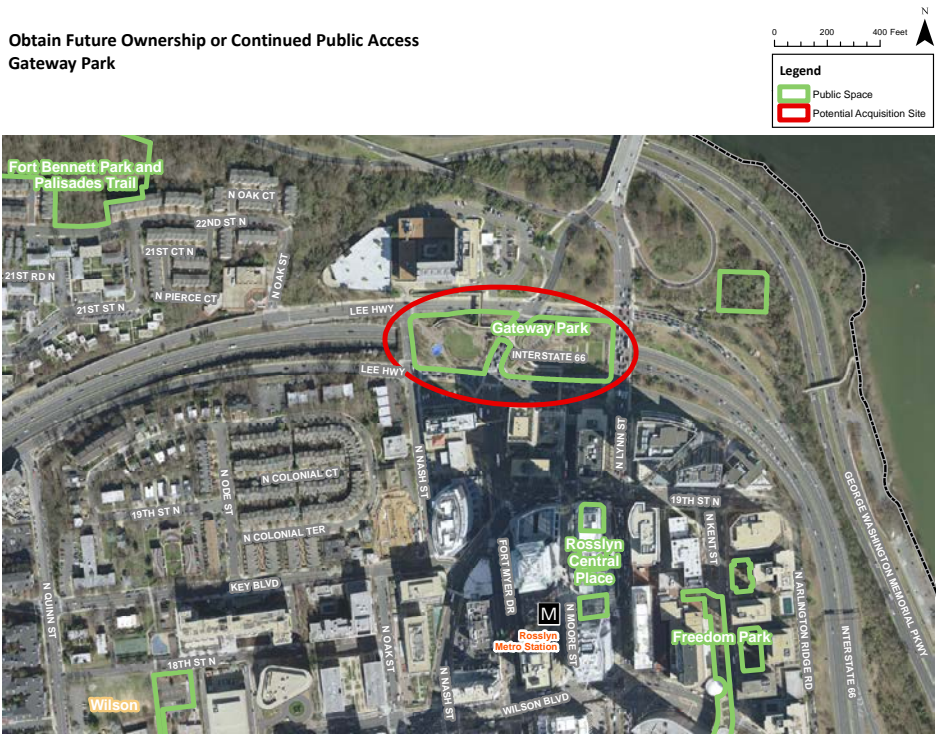 Obtain Future Ownership or Continued Public Access
Gateway Park
N
0 200 400 Feet
Legend
Public Space
Potential Acquisition Site
Fort Bennett Park and
Palisades Trail
N OAK CT
22ND ST N
21ST CT N
21ST RD N
N PIERCE CT
N OAK ST
21ST ST N
LEE HWY
Gateway Park
INTERSTATE 66
LEE HWY
N LYNN ST
N NASH ST
N ODE ST
N COLONIAL CT
19TH ST N
19TH ST N
N COLONIAL TER
N KENT ST
GEORGE WASHINGTON MEMORIAL PKWY
Rosslyn
Central
Place
FORT MYER DR
KEY BLVD
N QUINN ST
N ARLINGTON RIDGE RD
M
Rosslyn
Metro Station
N MOORE ST
N OAK ST
Freedom Park
INTERSTATE 66
18TH ST N
N NASH ST
WILSON BLVD
Wilson